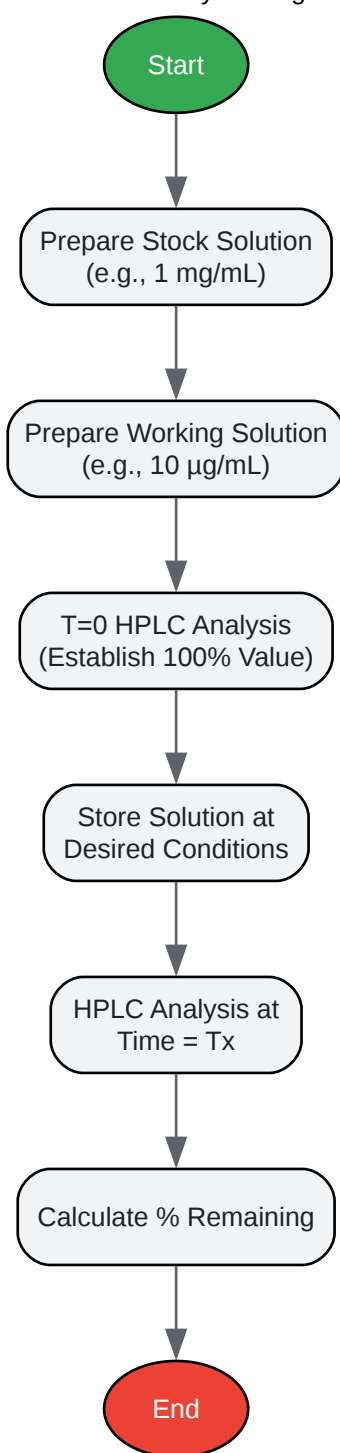 Start
Prepare Stock Solution
(e.g., 1 mg/mL)
Prepare Working Solution
(e.g., 10 µg/mL)
T=0 HPLC Analysis
(Establish 100% Value)
Store Solution at
Desired Conditions
HPLC Analysis at
Time = Tx
Calculate % Remaining
End